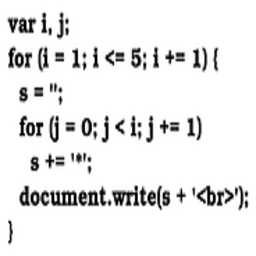 var i, j;
for (i = 1; i <= 5; i += 1) {
s = '';
for (j = 0; j < i; j += 1)
s += '*';
document.write(s + '<br>');
}